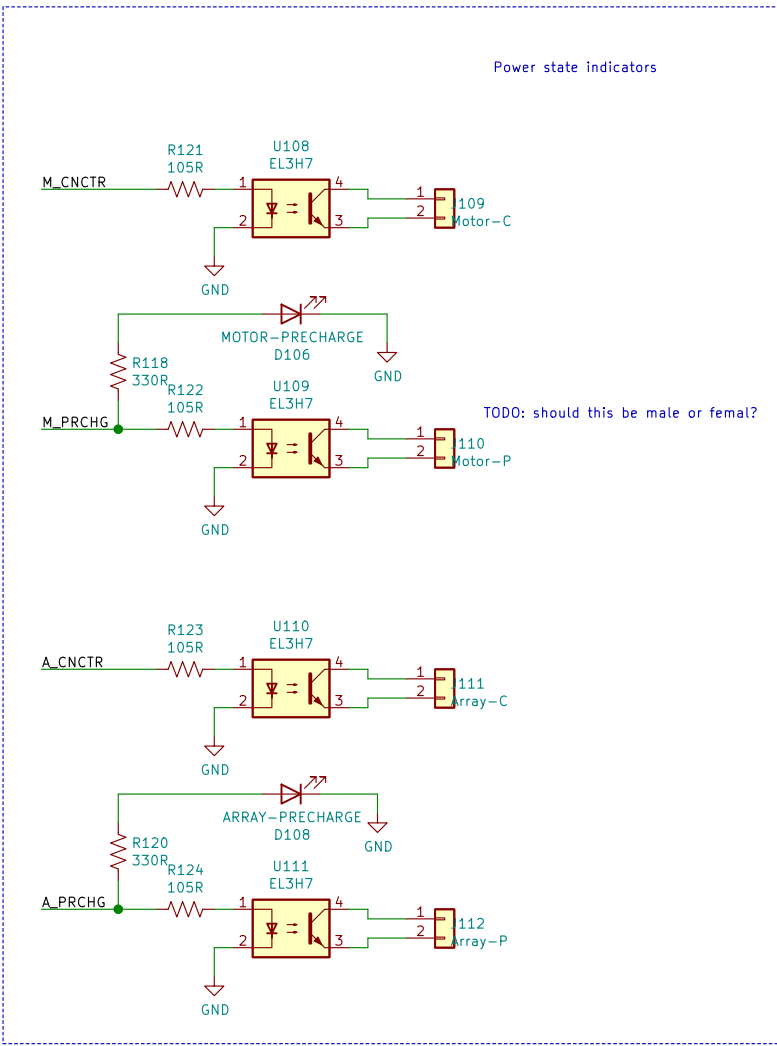 Power state indicators
R121
105R
U108
EL3H7
M_CNCTR
1
2
4
3
1
2
J109
Motor-C
GND
MOTOR-PRECHARGE
D106
GND
R118
330R
R122
105R
U109
EL3H7
M_PRCHG
1
2
4
3
1
2
J110
Motor-P
TODO: should this be male or femal?
GND
R123
105R
U110
EL3H7
A_CNCTR
1
2
4
3
1
2
J111
Array-C
GND
ARRAY-PRECHARGE
D108
GND
R120
330R
R124
105R
U111
EL3H7
A_PRCHG
1
2
4
3
1
2
J112
Array-P
GND